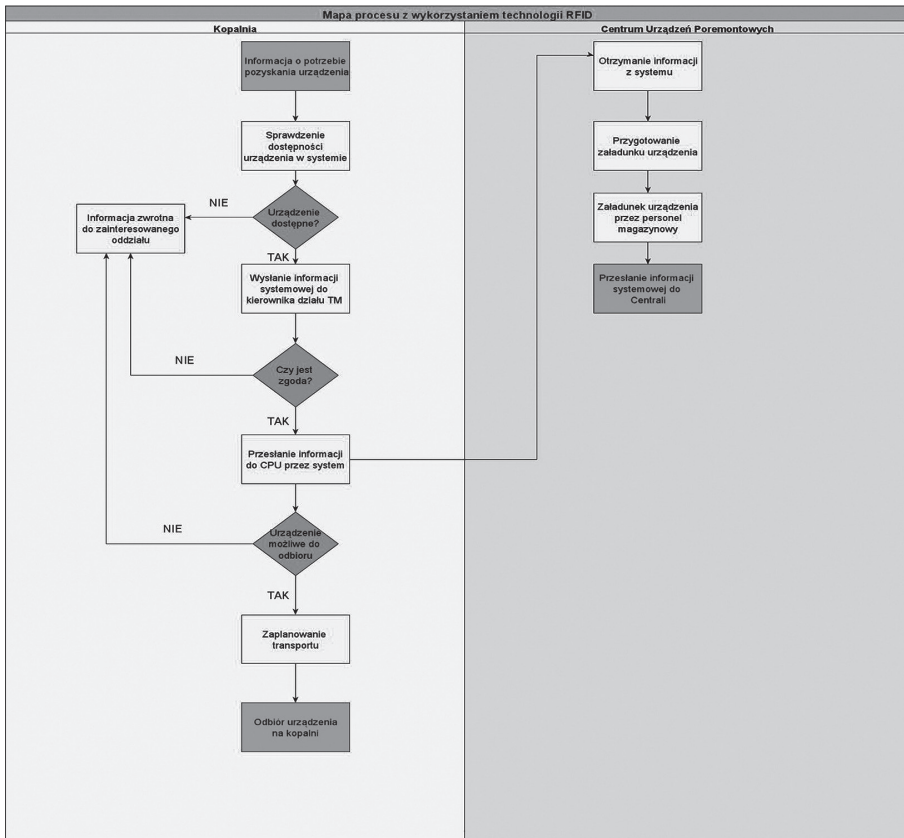 Mapa procesu z wykorzystaniem technologii RFID
Kopalnia
Informacja o potrzebie
pozyskania urządzenia
Sprawdzenie
dostępności
urządzenia w systemie
Urządzenie
dostępne?
NIE
Informacja zwrotna
do zainteresowanego
oddziału
TAK
Wysłanie informacji
systemowej do
kierownika działu TM
Czy jest
zgoda?
NIE
TAK
Przesłanie informacji
do CPU przez system
Urządzenie
możliwe do
odbioru
NIE
TAK
Zaplanowanie
transportu
Odbiór urządzenia
na kopalni
Centrum Urządzeń Poremontowych
Otrzymanie informacji
z systemu
Przygotowanie
załadunku urządzenia
Załadunek urządzenia
przez personel
magazynowy
Przesłanie informacji
systemowej do
Centrali